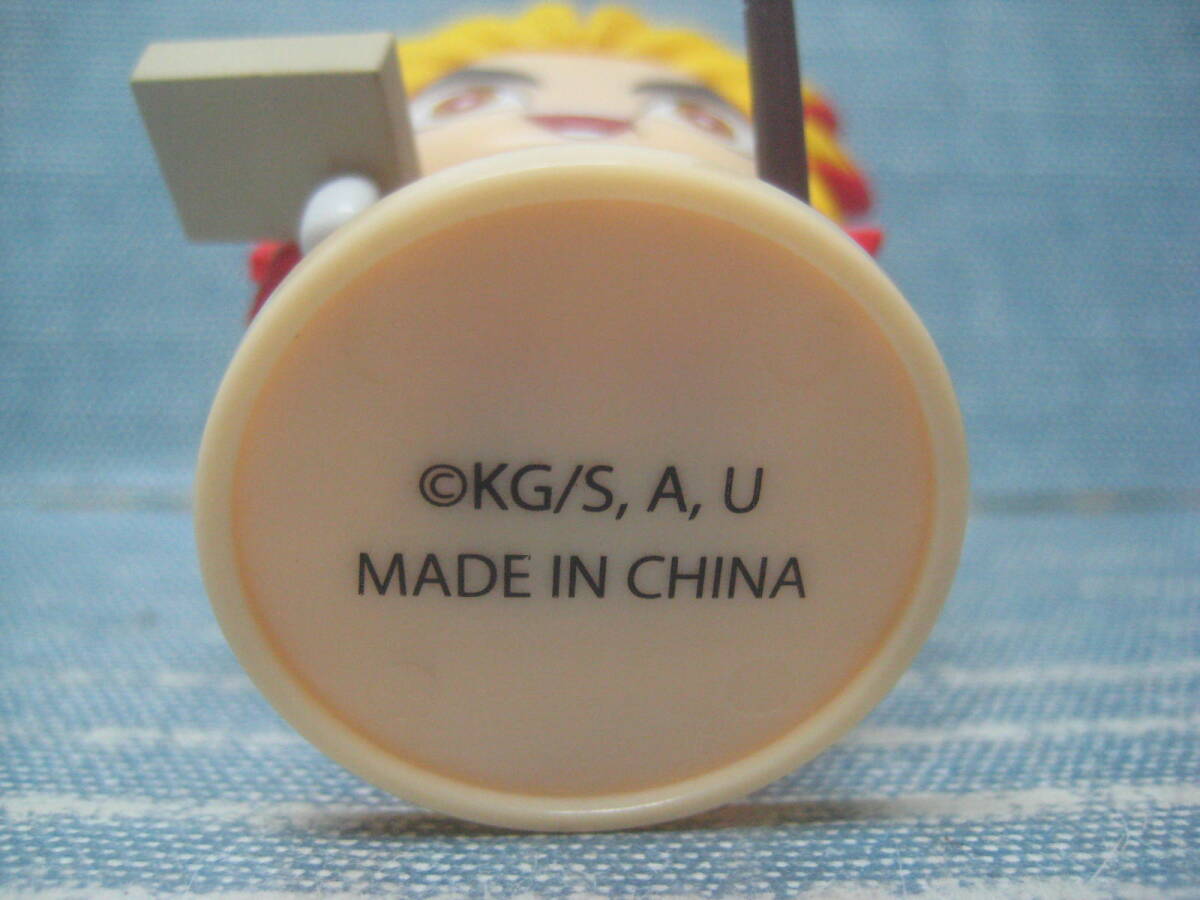 ©KG/S, A, U
MADE IN CHINA